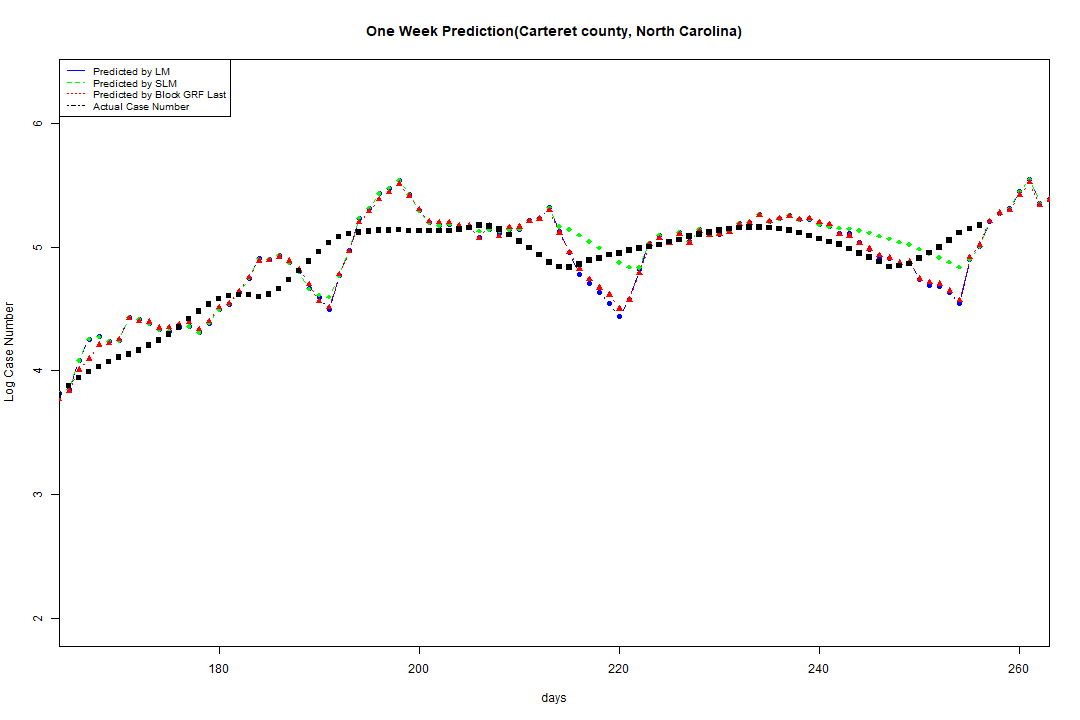 One Week Prediction(Carteret county, North Carolina)
Predicted by LM
Predicted by SLM
Predicted by Block GRF Last
Actual Case Number
6
5
4
3
2
Log Case Number
180 200 220 240 260
days